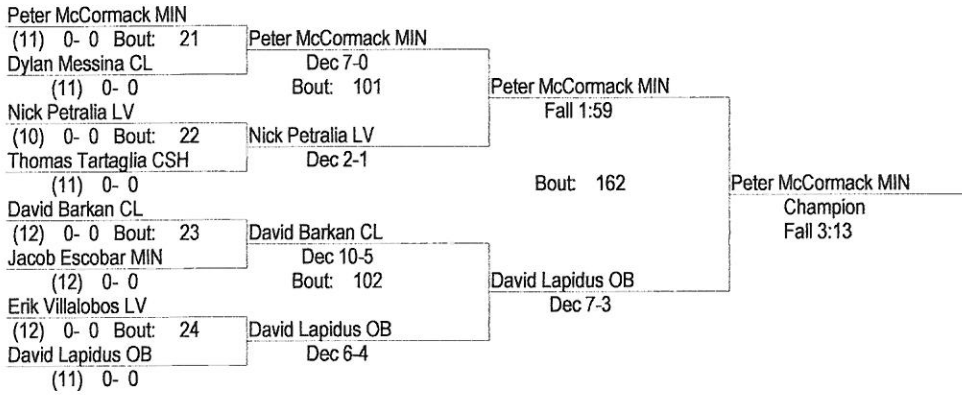 Peter McCormack MIN
(11) 0- 0 Bout: 21
Dylan Messina CL
(11) 0- 0
Nick Petralia LV
(10) 0- 0 Bout: 22
Thomas Tartaglia CSH
(11) 0- 0
David Barkan CL
(12) 0- 0 Bout: 23
Jacob Escobar MIN
(12) 0- 0
Erik Villalobos LV
(12) 0- 0 Bout: 24
David Lapidus OB
(11) 0- 0
Peter McCormack MIN
Dec 7-0
Bout: 101
Nick Petralia LV
Dec 2-1
David Barkan CL
Dec 10-5
Bout: 102
David Lapidus OB
Dec 6-4
Peter McCormack MIN
Fall 1:59
Bout: 162
David Lapidus OB
Dec 7-3
Peter McCormack MIN
Champion
Fall 3:13